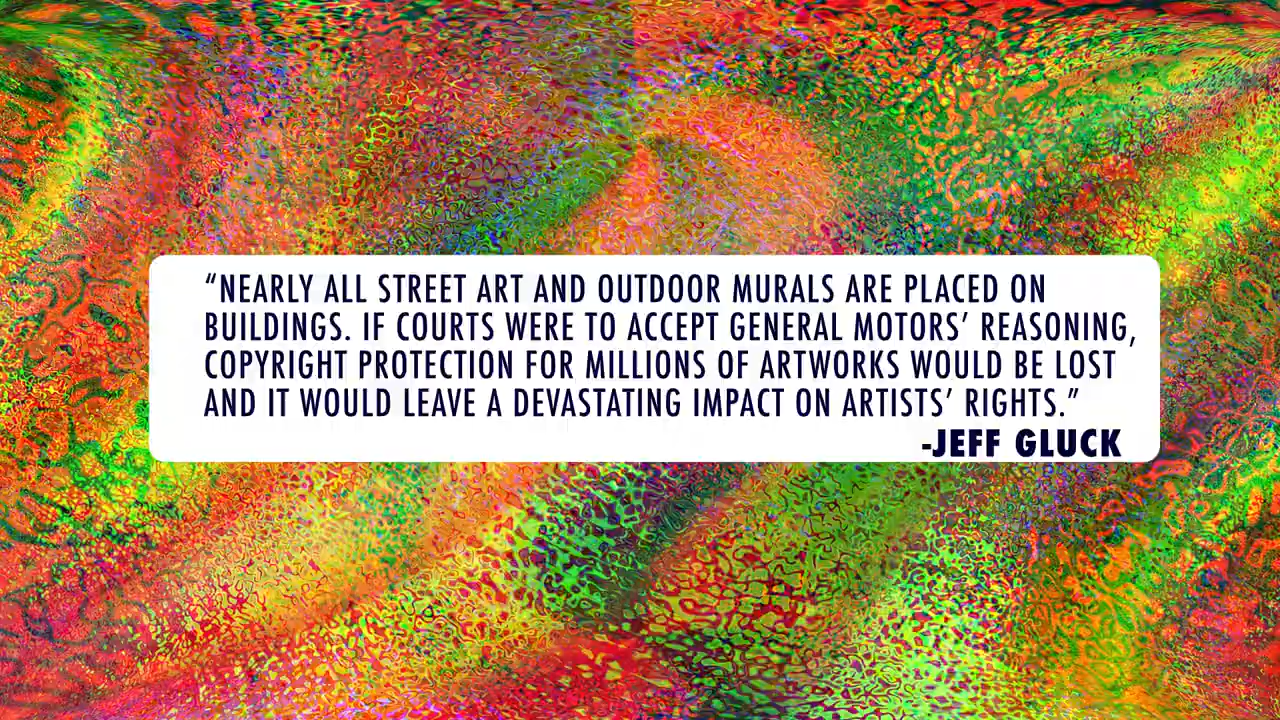 “NEARLY ALL STREET ART AND OUTDOOR MURALS ARE PLACED ON
BUILDINGS. IF COURTS WERE TO ACCEPT GENERAL MOTORS’ REASONING,
COPYRIGHT PROTECTION FOR MILLIONS OF ARTWORKS WOULD BE LOST
AND IT WOULD LEAVE A DEVASTATING IMPACT ON ARTISTS’ RIGHTS.”
-JEFF GLUCK